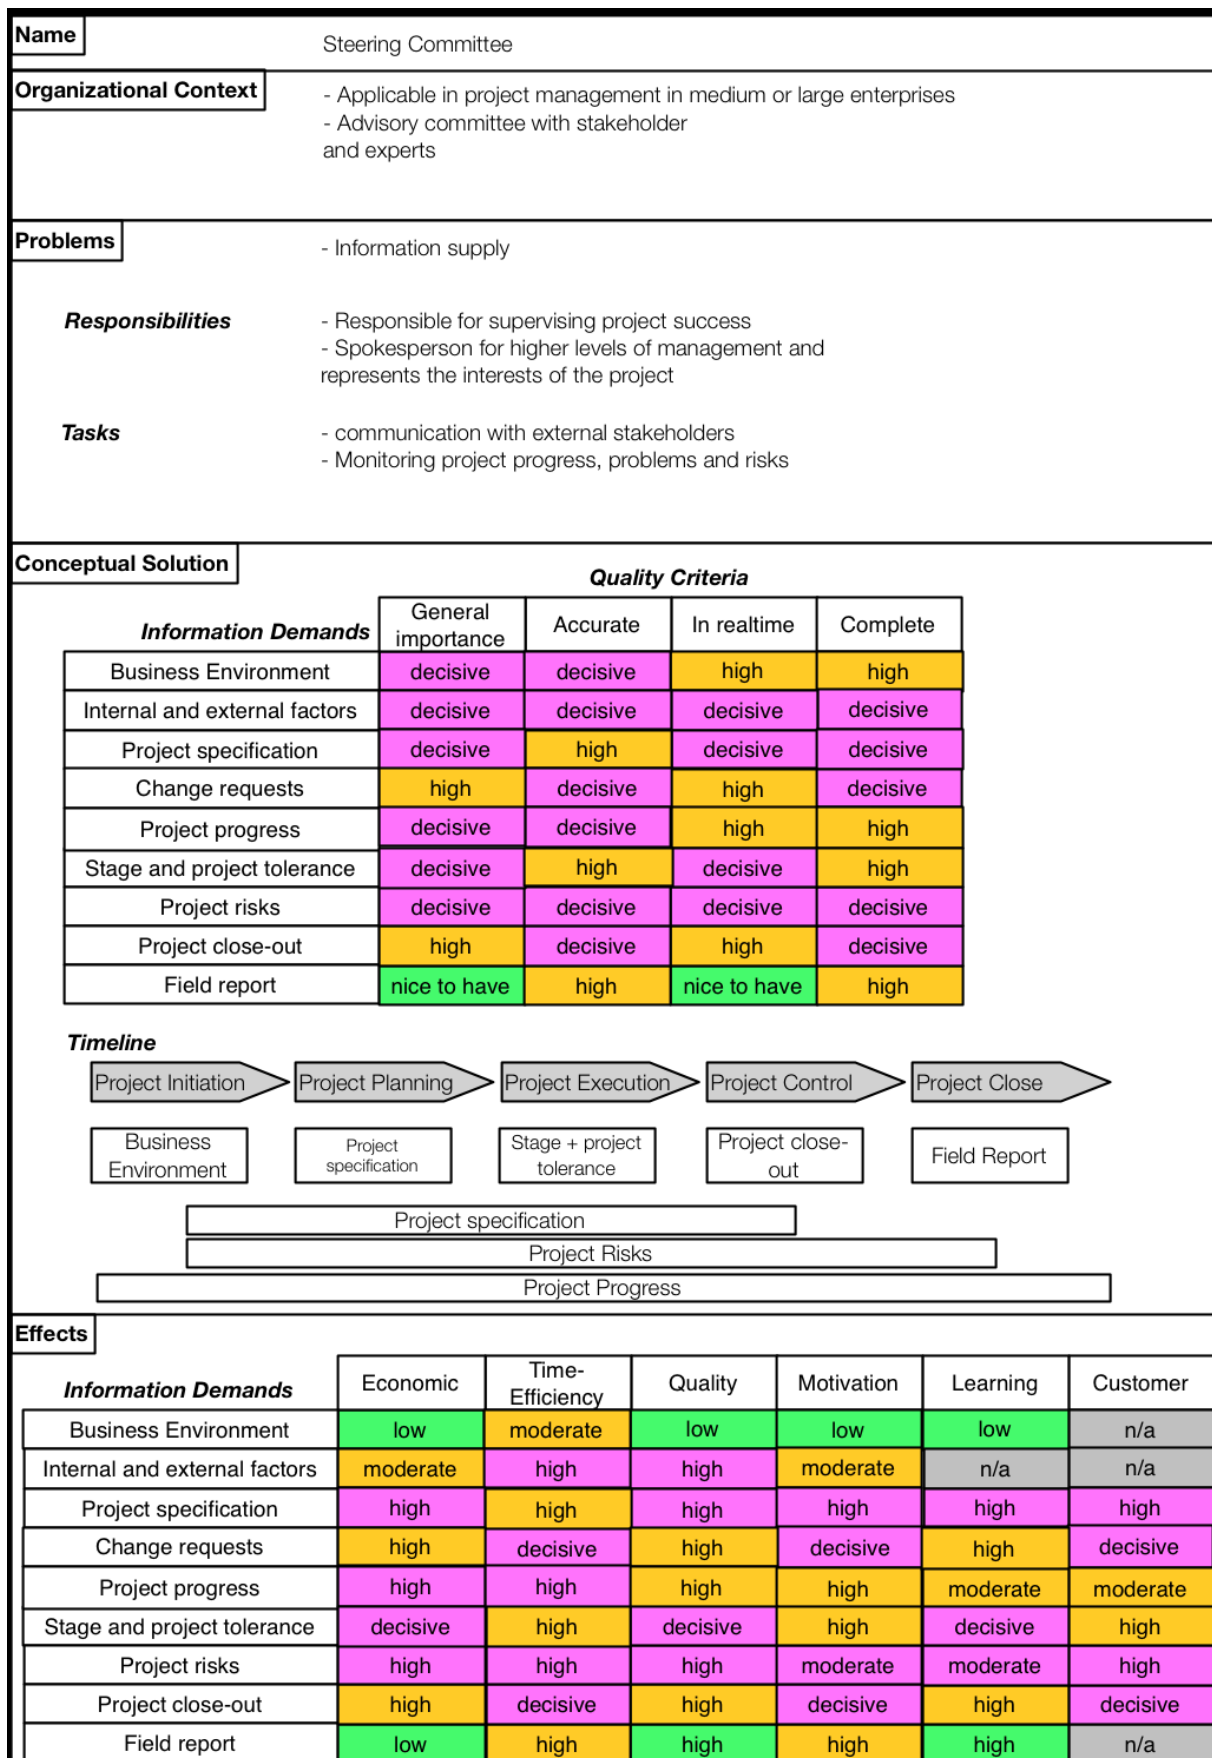 Name
Steering Committee
Organizational Context
- Applicable in project management in medium or large enterprises
- Advisory committee with stakeholder
and experts
Problems
- Information supply
Responsibilities
- Responsible for supervising project success
- Spokesperson for higher levels of management and
represents the interests of the project
Tasks
- communication with external stakeholders
- Monitoring project progress, problems and risks
Conceptual Solution
Quality Criteria
Information Demands General importance Accurate In realtime Complete
Business Environment decisive decisive high high
Internal and external factors decisive decisive decisive decisive
Project specification decisive high decisive decisive
Change requests high decisive high decisive
Project progress decisive decisive high high
Stage and project tolerance decisive high decisive high
Project risks decisive decisive decisive decisive
Project close-out high decisive high decisive
Field report nice to have high nice to have high
Timeline
Project Initiation Project Planning Project Execution Project Control Project Close
Business Environment
Project specification
Stage + project tolerance
Project close-out
Field Report
Project specification
Project Risks
Project Progress
Effects
Information Demands Economic Time-Efficiency Quality Motivation Learning Customer
Business Environment low moderate low low low n/a
Internal and external factors moderate high high moderate n/a n/a
Project specification high high high high high high
Change requests high decisive high decisive high decisive
Project progress high high high high moderate moderate
Stage and project tolerance decisive high decisive high decisive high
Project risks high high high moderate moderate high
Project close-out high decisive high decisive high decisive
Field report low high high high high n/a